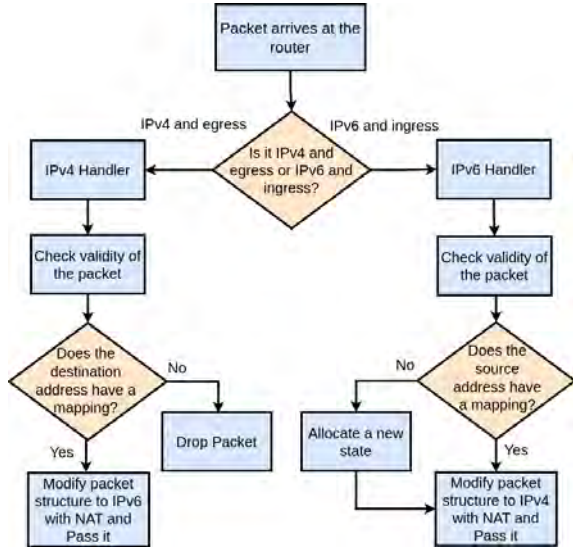 Packet arrives at the
router
IPv4 and egress
IPv6 and ingress
Is it IPv4 and
egress or IPv6 and
ingress?
IPv4 Handler
IPv6 Handler
Check validity of
the packet
Check validity
of the packet
Does the
destination
address have a
mapping?
No
Does the
source
address have
a mapping?
No
Drop Packet
Allocate a new
state
Yes
Yes
Modify packet
structure to IPv6
with NAT and
Pass it
Modify packet
structure to IPv4
with NAT and
Pass it